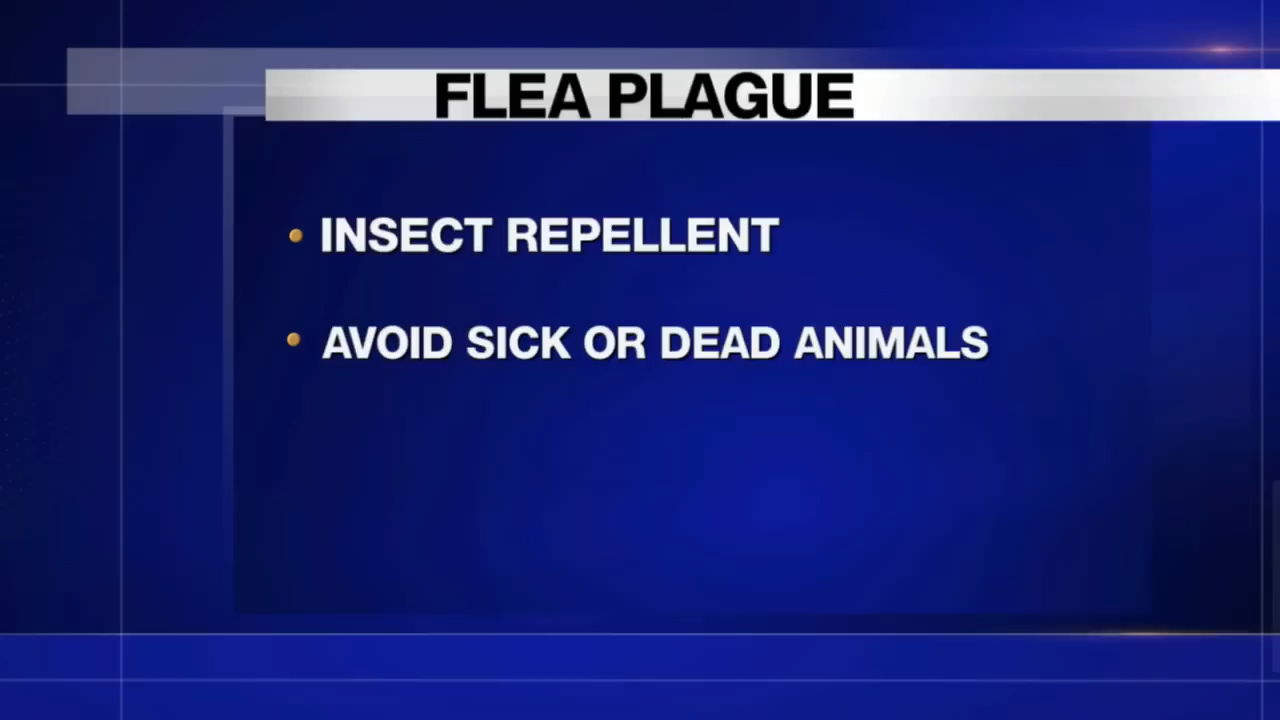 FLEA PLAGUE
• INSECT REPELLENT
• AVOID SICK OR DEAD ANIMALS